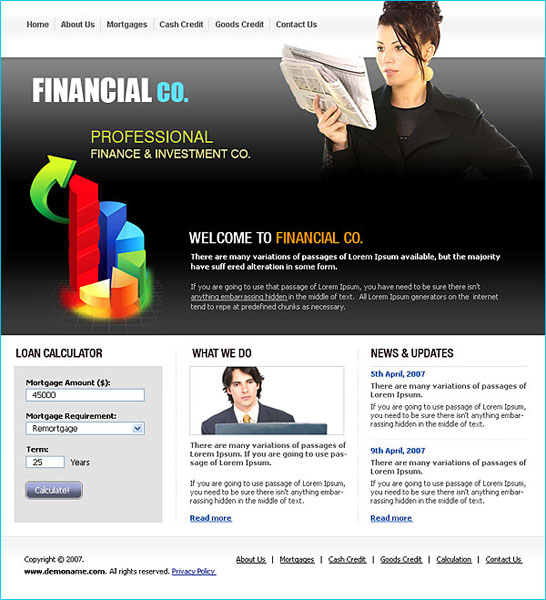 Home | About Us | Mortgages | Cash Credit | Goods Credit | Contact Us
FINANCIAL CO.
PROFESSIONAL
FINANCE & INVESTMENT CO.
WELCOME TO FINANCIAL CO.
There are many variations of passages of Lorem Ipsum available, but the majority
have suff ered alteration in some form.
If you are going to use that passage of Lorem Ipsum, you have need to be sure there isn't
anything embarrassing hidden in the middle of text. All Lorem Ipsum generators on the internet
tend to repe at predefined chunks as necessary.
LOAN CALCULATOR
Mortgage Amount ($):
45000
Mortgage Requirement:
Remortgage
Term:
25 Years
Calculate!
WHAT WE DO
There are many variations of passages of
Lorem Ipsum. If you are going to use pas-
sage of Lorem Ipsum.
If you are going to use passage of Lorem Ipsum,
you need to be sure there isn't anything embar-
rassing hidden in the middle of text.
Read more
NEWS & UPDATES
5th April, 2007
There are many variations of passages of
Lorem Ipsum.
If you are going to use passage of Lorem Ipsum,
you need to be sure there isn't anything embar-
rassing hidden in the middle of text.
9th April, 2007
There are many variations of passages of
Lorem Ipsum.
If you are going to use passage of Lorem Ipsum,
you need to be sure there isn't anything embar-
rassing hidden in the middle of text.
Read more
Copyright © 2007.
www.demoname.com. All rights reserved. Privacy Policy
About Us | Mortgages | Cash Credit | Goods Credit | Calculation | Contact Us